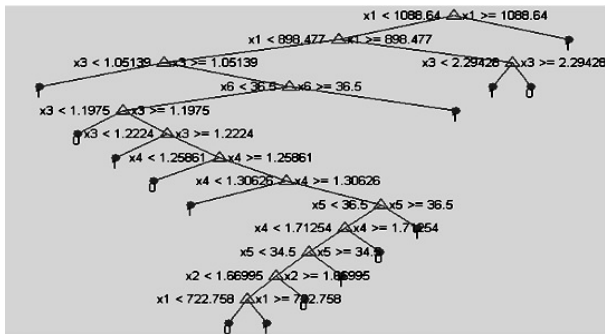 x1 < 1088.64 x1 >= 1088.64
x1 < 898.477 x1 >= 898.477
x3 < 1.05139 x3 >= 1.05139 x3 < 2.29428 x3 >= 2.29428
x6 < 36.5 x6 >= 36.5
x3 < 1.1975 x3 >= 1.1975
x3 < 1.2224 x3 >= 1.2224
x4 < 1.25861 x4 >= 1.25861
x4 < 1.30626 x4 >= 1.30626
x5 < 36.5 x5 >= 36.5
x4 < 1.71254 x4 >= 1.71254
x5 < 34.5 x5 >= 34.5
x2 < 1.66995 x2 >= 1.66995
x1 < 722.758 x1 >= 722.758